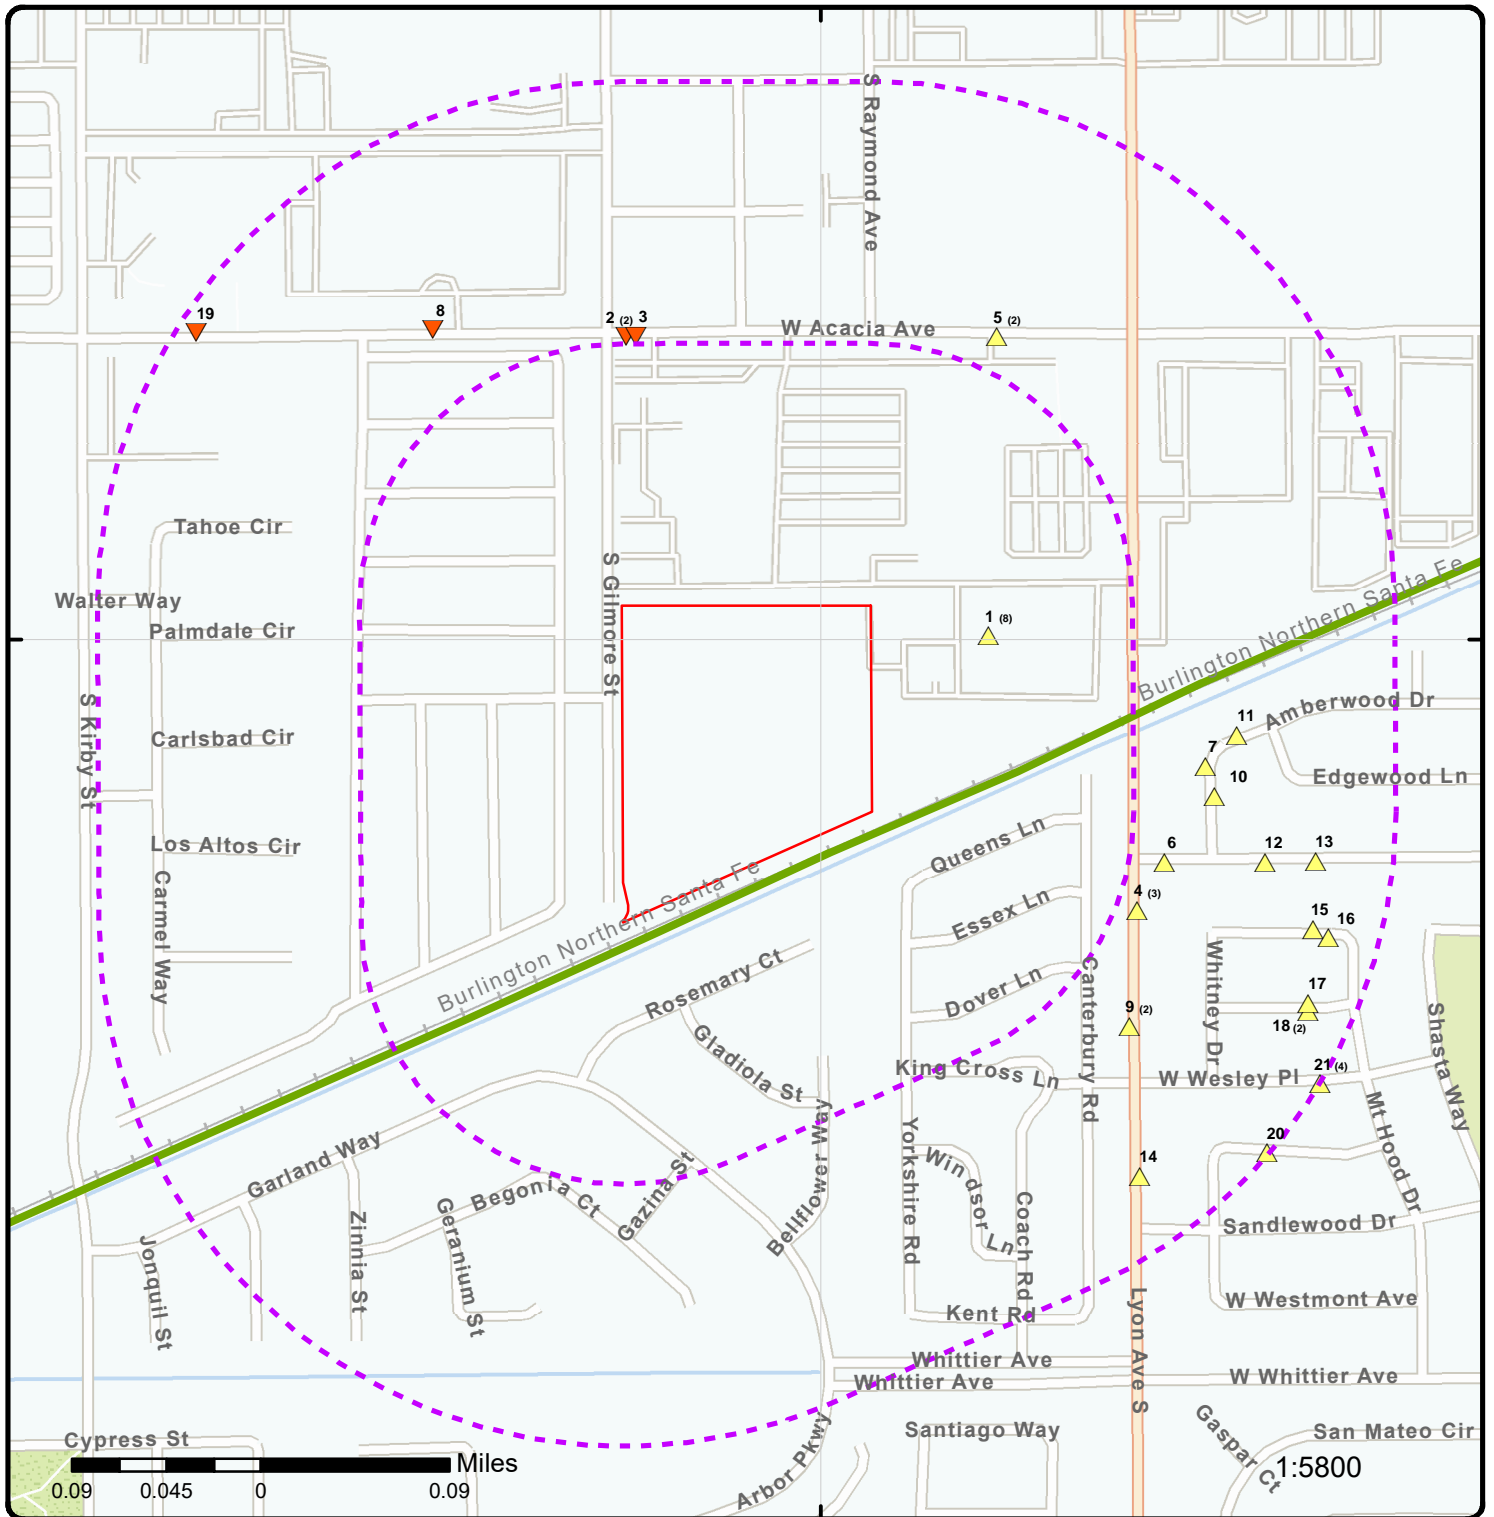 S Raymond Ave
19
8
2 (2)
3
W Acacia Ave
5 (2)
Tahoe Cir
S Gilmore St
Walter Way
Palmdale Cir
1 (8)
Burlington Northern Santa Fe
S Kirby St
Carlsbad Cir
Amberwood Dr
11
7
10
Edgewood Ln
Los Altos Cir
Queens Ln
6
12
13
Carmel Way
Burlington Northern Santa Fe
Essex Ln
4 (3)
15
16
Rosemary Ct
Dover Ln
Canterbury Rd
Whitney Dr
17
18 (2)
9 (2)
Shasta Way
Gladiola St
King Cross Ln
W Wesley Pl
21 (4)
Mt Hood Dr
Garland Way
Bellflower Way
Yorkshire Rd
Windsor Ln
14
20
Begonia Ct
Gazina St
Geranium St
Zinnia St
Jonquil St
Coach Rd
Sandlewood Dr
Kent Rd
Lyon Ave S
W Westmont Ave
Whittier Ave
Whittier Ave
W Whittier Ave
Cypress St
Arbor Pkwy
Santiago Way
Gaspar Ct
San Mateo Cir
Miles
1:5800
0.09 0.045 0 0.09